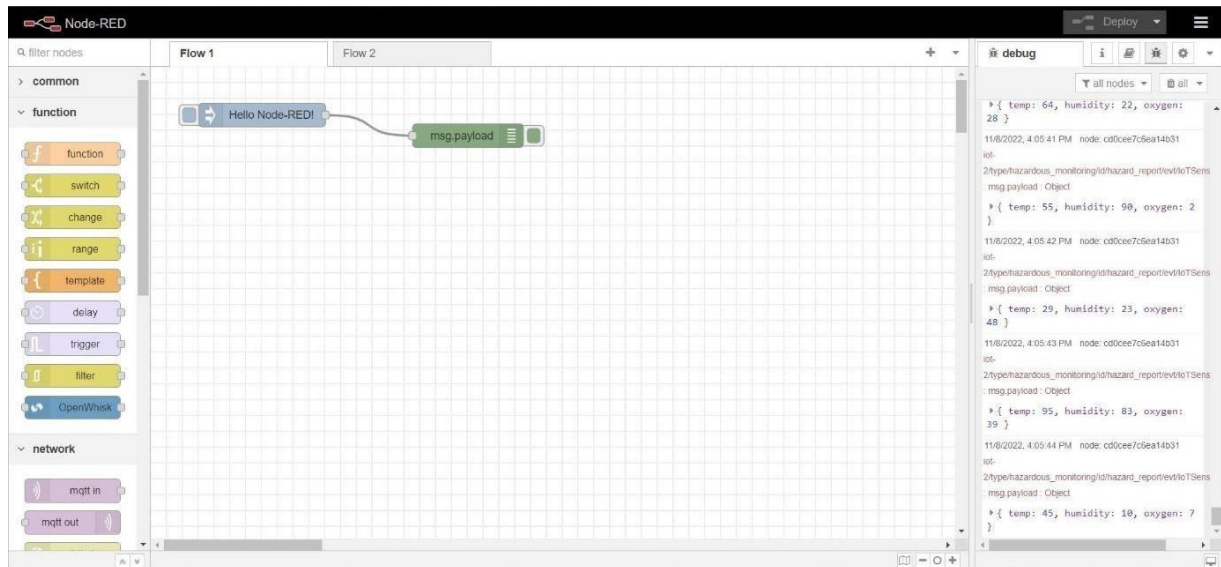 Node-RED
Deploy
filter nodes
common
function
function
switch
change
range
template
delay
trigger
filter
OpenWhisk
network
mqtt in
mqtt out
Flow 1
Flow 2
Hello Node-RED!
msg.payload
debug
i
all nodes
all
{ temp: 64, humidity: 22, oxygen:
28 }
11/8/2022, 4:05:41 PM node: cd0cee7c6ea14b31
iot-
2/type/hazardous_monitoring/id/hazard_report/evt/IoTSens
: msg.payload : Object
{ temp: 55, humidity: 90, oxygen: 2
}
11/8/2022, 4:05:42 PM node: cd0cee7c6ea14b31
iot-
2/type/hazardous_monitoring/id/hazard_report/evt/IoTSens
: msg.payload : Object
{ temp: 29, humidity: 23, oxygen:
48 }
11/8/2022, 4:05:43 PM node: cd0cee7c6ea14b31
iot-
2/type/hazardous_monitoring/id/hazard_report/evt/IoTSens
: msg.payload : Object
{ temp: 95, humidity: 83, oxygen:
39 }
11/8/2022, 4:05:44 PM node: cd0cee7c6ea14b31
iot-
2/type/hazardous_monitoring/id/hazard_report/evt/IoTSens
: msg.payload : Object
{ temp: 45, humidity: 10, oxygen: 7
}